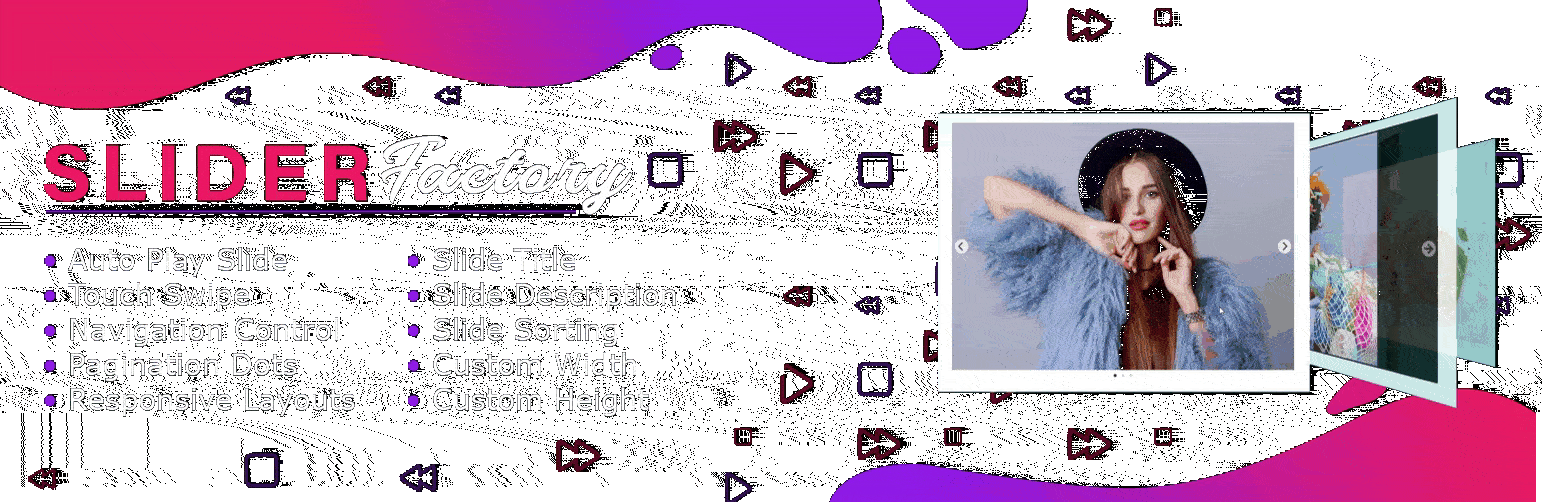 SLIDER Factory
Auto Play Slide
Touch Swipe
Navigation Control
Pagination Dots
Responsive Layouts
Slide Title
Slide Description
Slide Sorting
Custom Width
Custom Height